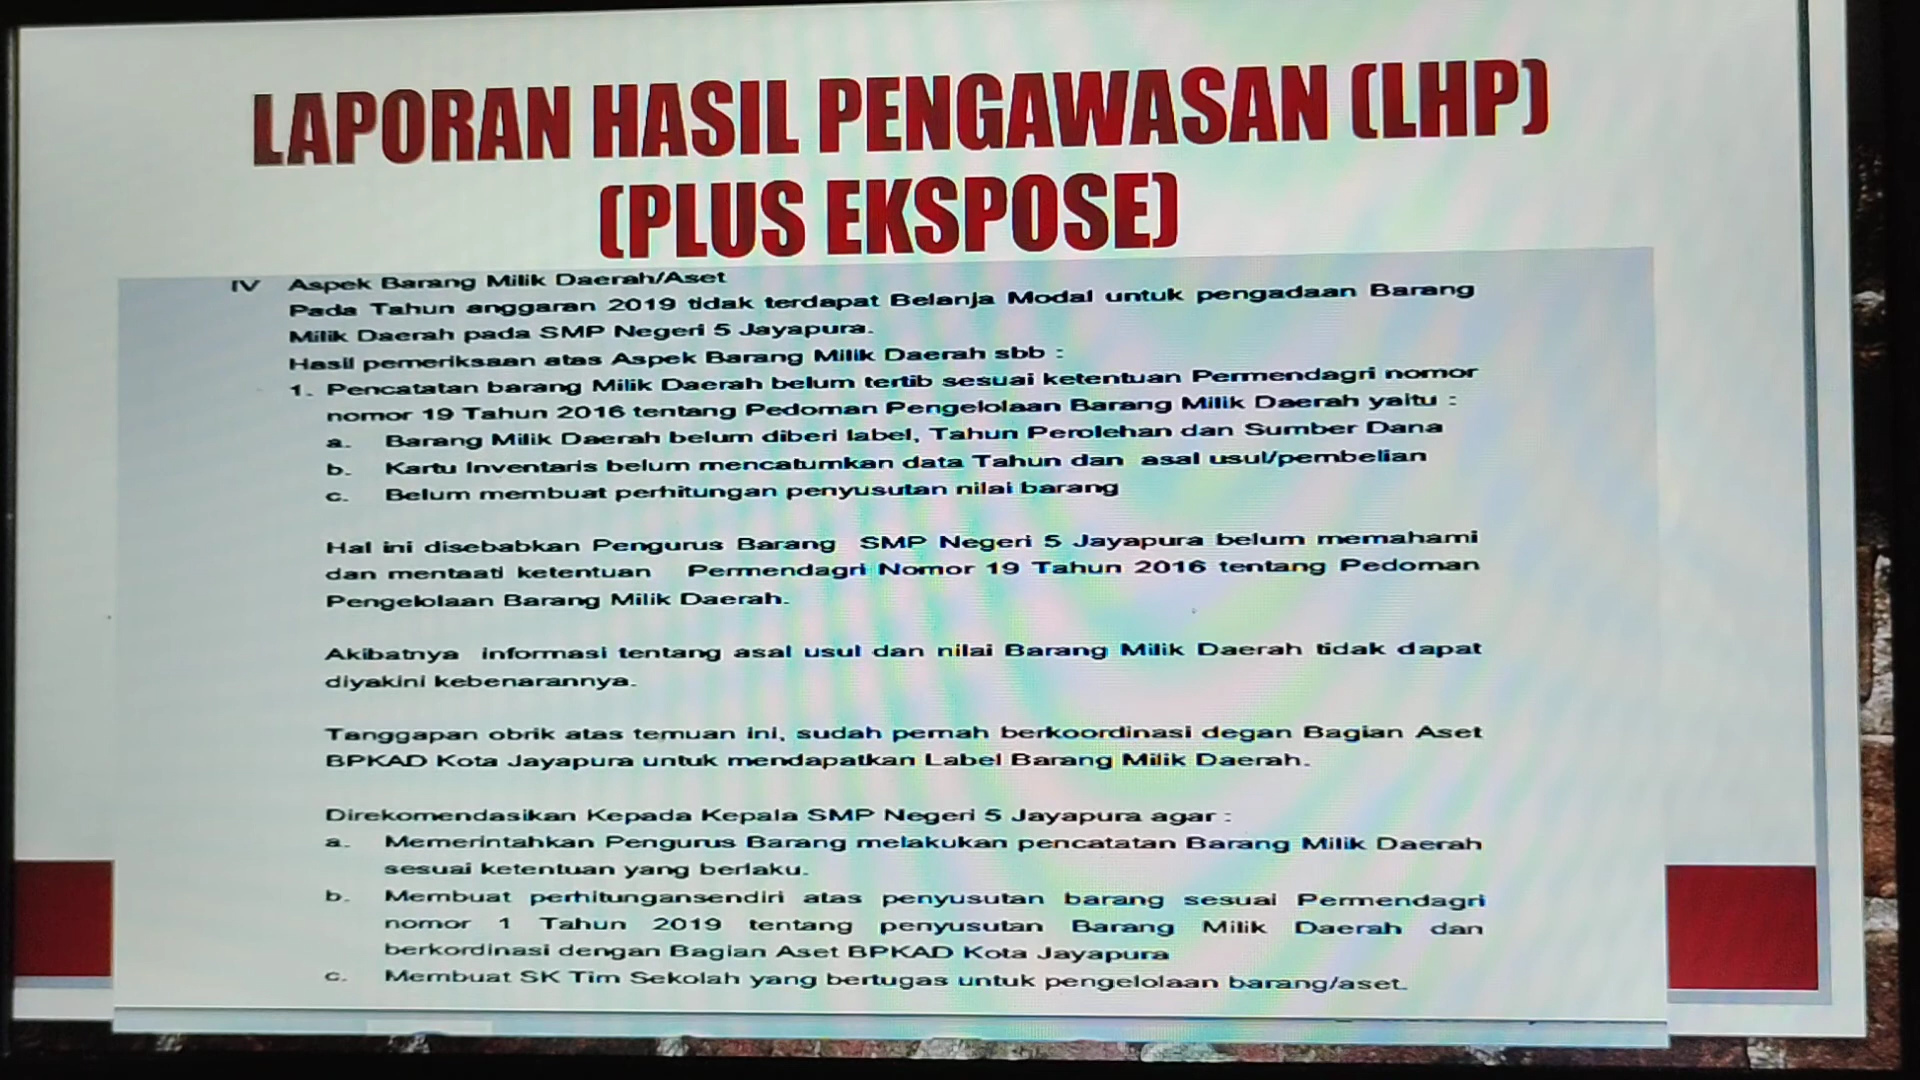 LAPORAN HASIL PENGAWASAN (LHP)
(PLUS EKSPOSE)
IV Aspek Barang Milik Daerah/Aset
Pada Tahun anggaran 2019 tidak terdapat Belanja Modal untuk pengadaan Barang
Milik Daerah pada SMP Negeri 5 Jayapura.
Hasil pemeriksaan atas Aspek Barang Milik Daerah sbb :
1. Pencatatan barang Milik Daerah belum tertib sesuai ketentuan Permendagri nomor
nomor 19 Tahun 2016 tentang Pedoman Pengelolaan Barang Milik Daerah yaitu :
a. Barang Milik Daerah belum diberi label, Tahun Perolehan dan Sumber Dana
b. Kartu Inventaris belum mencatumkan data Tahun dan asal usul/pembelian
c. Belum membuat perhitungan penyusutan nilai barang
Hal ini disebabkan Pengurus Barang SMP Negeri 5 Jayapura belum memahami
dan mentaati ketentuan Permendagri Nomor 19 Tahun 2016 tentang Pedoman
Pengelolaan Barang Milik Daerah.
Akibatnya informasi tentang asal usul dan nilai Barang Milik Daerah tidak dapat
diyakini kebenarannya.
Tanggapan obrik atas temuan ini, sudah pernah berkoordinasi degan Bagian Aset
BPKAD Kota Jayapura untuk mendapatkan Label Barang Milik Daerah.
Direkomendasikan Kepada Kepala SMP Negeri 5 Jayapura agar :
a. Memerintahkan Pengurus Barang melakukan pencatatan Barang Milik Daerah
sesuai ketentuan yang berlaku.
b. Membuat perhitungansendiri atas penyusutan barang sesuai Permendagri
nomor 1 Tahun 2019 tentang penyusutan Barang Milik Daerah dan
berkordinasi dengan Bagian Aset BPKAD Kota Jayapura
c. Membuat SK Tim Sekolah yang bertugas untuk pengelolaan barang/aset.